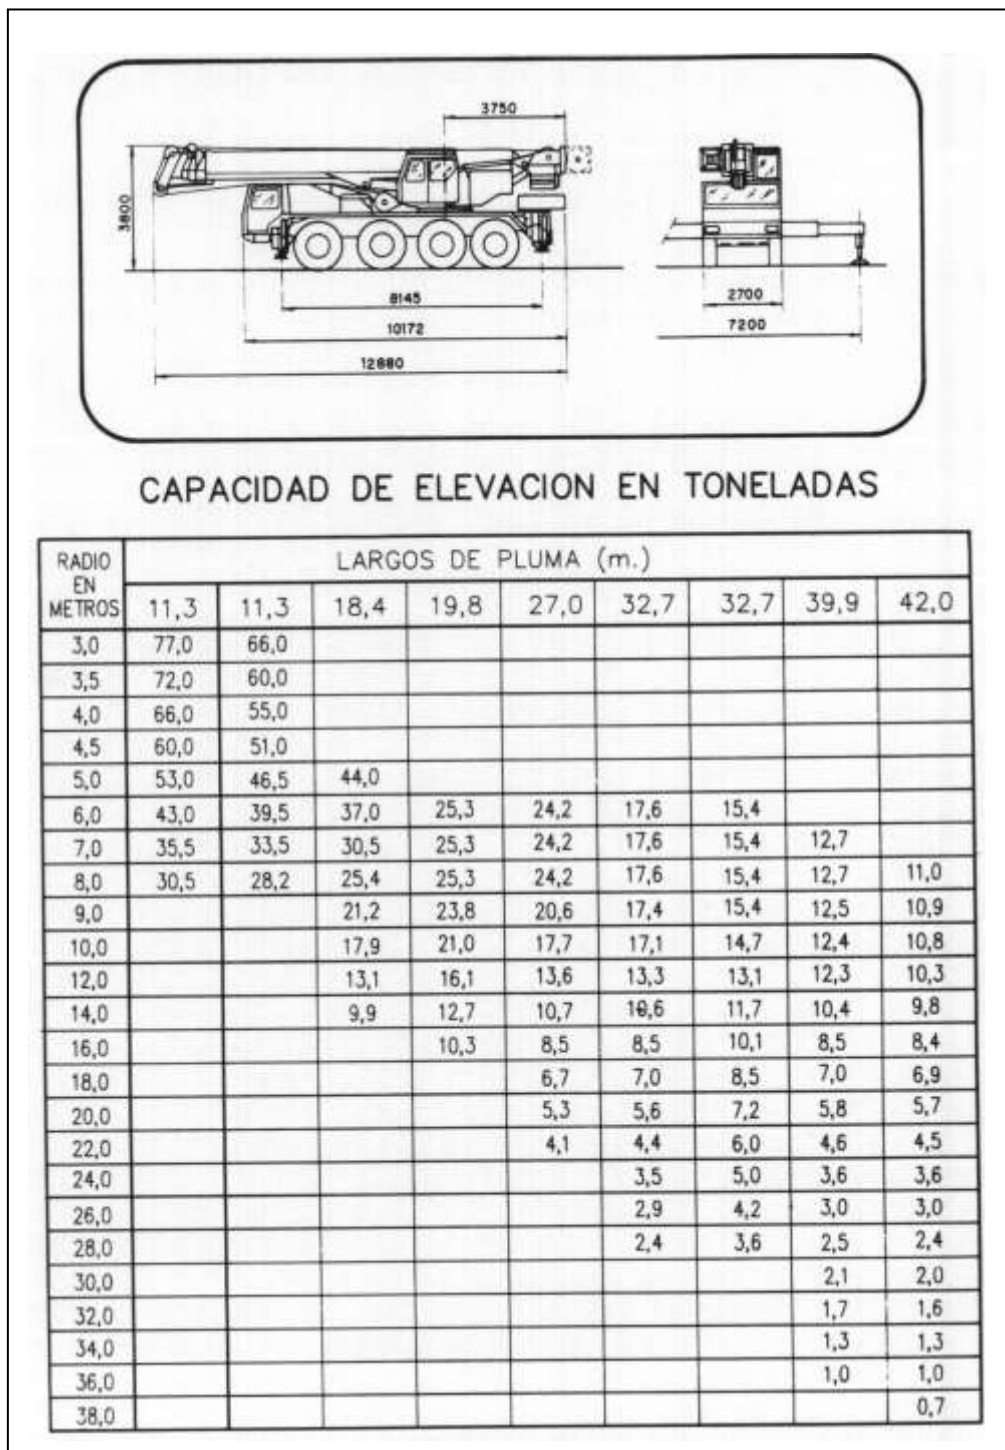 3750
3800
8145
10172
12880
2700
7200
CAPACIDAD DE ELEVACION EN TONELADAS
RADIO EN METROS LARGOS DE PLUMA (m.)
11,3 11,3 18,4 19,8 27,0 32,7 32,7 39,9 42,0
3,0 77,0 66,0
3,5 72,0 60,0
4,0 66,0 55,0
4,5 60,0 51,0
5,0 53,0 46,5 44,0
6,0 43,0 39,5 37,0 25,3 24,2 17,6 15,4
7,0 35,5 33,5 30,5 25,3 24,2 17,6 15,4 12,7
8,0 30,5 28,2 25,4 25,3 24,2 17,6 15,4 12,7 11,0
9,0 21,2 23,8 20,6 17,4 15,4 12,5 10,9
10,0 17,9 21,0 17,7 17,1 14,7 12,4 10,8
12,0 13,1 16,1 13,6 13,3 13,1 12,3 10,3
14,0 9,9 12,7 10,7 10,6 11,7 10,4 9,8
16,0 10,3 8,5 8,5 10,1 8,5 8,4
18,0 6,7 7,0 8,5 7,0 6,9
20,0 5,3 5,6 7,2 5,8 5,7
22,0 4,1 4,4 6,0 4,6 4,5
24,0 3,5 5,0 3,6 3,6
26,0 2,9 4,2 3,0 3,0
28,0 2,4 3,6 2,5 2,4
30,0 2,1 2,0
32,0 1,7 1,6
34,0 1,3 1,3
36,0 1,0 1,0
38,0 0,7